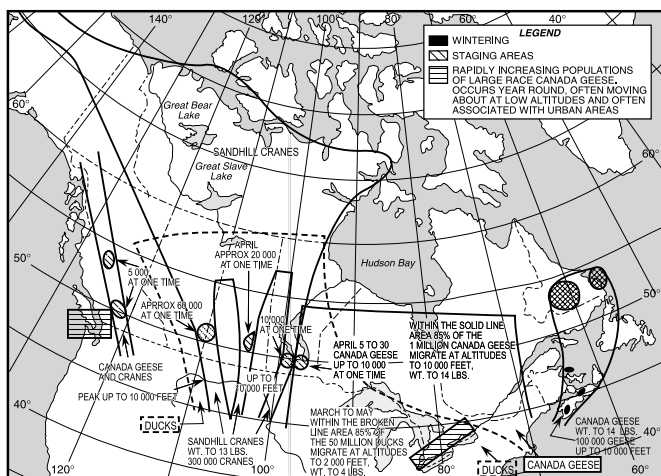 140°
120°
100°
80°
60°
40°
LEGEND
WINTERING
STAGING AREAS
RAPIDLY INCREASING POPULATIONS
OF LARGE RACE CANADA GEESE.
OCCURS YEAR ROUND, OFTEN MOVING
ABOUT AT LOW ALTITUDES AND OFTEN
ASSOCIATED WITH URBAN AREAS
60°
Great Bear
Lake
SANDHILL CRANES
Great Slave
Lake
60°
Hudson Bay
APRIL
APPROX 20 000
AT ONE TIME
50°
5 000
AT ONE TIME
APRROX 60 000
AT ONE TIME
10 000
AT ONE TIME
50°
APRIL 5 TO 30
CANADA GEESE
UP TO 10 000
AT ONE TIME
WITHIN THE SOLID LINE
AREA 85% OF THE
1 MILLION CANADA GEESE
MIGRATE AT ALTITUDES
TO 10 000 FEET,
WT. TO 14 LBS.
CANADA GEESE
AND CRANES
PEAK UP TO 10 000 FEET
UP TO
10 000 FEET
40°
DUCKS
SANDHILL CRANES
WT. TO 13 LBS.
300 000 CRANES
MARCH TO MAY
WITHIN THE BROKEN
LINE AREA 85% OF
THE 50 MILLION DUCKS
MIGRATE AT ALTITUDES
TO 2 000 FEET,
WT. TO 4 LBS.
CANADA GEESE
WT. TO 14 LBS.
100 000 GEESE
UP TO 10 000 FEET
40°
DUCKS
CANADA GEESE
120°
100°
80°
60°